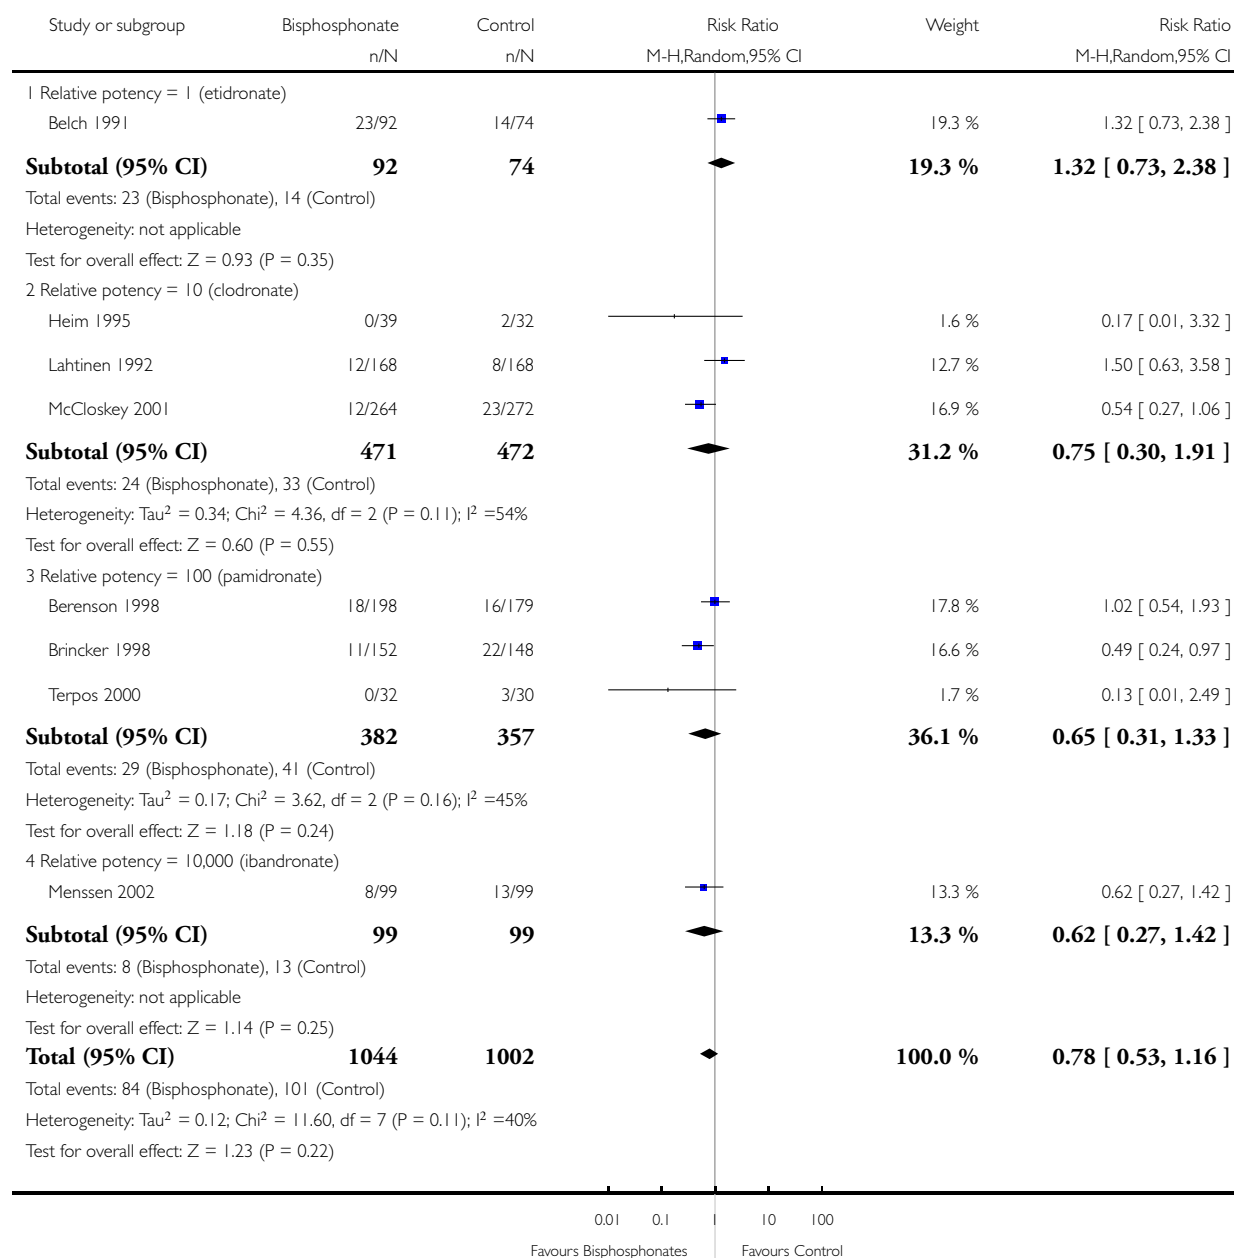 Study or subgroup Bisphosphonate Control Risk Ratio Weight Risk Ratio
n/N n/N M-H,Random,95% CI M-H,Random,95% CI
1 Relative potency = 1 (etidronate)
Belch 1991 23/92 14/74 19.3 % 1.32 [ 0.73, 2.38 ]
Subtotal (95% CI) 92 74 19.3 % 1.32 [ 0.73, 2.38 ]
Total events: 23 (Bisphosphonate), 14 (Control)
Heterogeneity: not applicable
Test for overall effect: Z = 0.93 (P = 0.35)
2 Relative potency = 10 (clodronate)
Heim 1995 0/39 2/32 1.6 % 0.17 [ 0.01, 3.32 ]
Lahtinen 1992 12/168 8/168 12.7 % 1.50 [ 0.63, 3.58 ]
McCloskey 2001 12/264 23/272 16.9 % 0.54 [ 0.27, 1.06 ]
Subtotal (95% CI) 471 472 31.2 % 0.75 [ 0.30, 1.91 ]
Total events: 24 (Bisphosphonate), 33 (Control)
Heterogeneity: Tau² = 0.34; Chi² = 4.36, df = 2 (P = 0.11); I² =54%
Test for overall effect: Z = 0.60 (P = 0.55)
3 Relative potency = 100 (pamidronate)
Berenson 1998 18/198 16/179 17.8 % 1.02 [ 0.54, 1.93 ]
Brincker 1998 11/152 22/148 16.6 % 0.49 [ 0.24, 0.97 ]
Terpos 2000 0/32 3/30 1.7 % 0.13 [ 0.01, 2.49 ]
Subtotal (95% CI) 382 357 36.1 % 0.65 [ 0.31, 1.33 ]
Total events: 29 (Bisphosphonate), 41 (Control)
Heterogeneity: Tau² = 0.17; Chi² = 3.62, df = 2 (P = 0.16); I² =45%
Test for overall effect: Z = 1.18 (P = 0.24)
4 Relative potency = 10,000 (ibandronate)
Menssen 2002 8/99 13/99 13.3 % 0.62 [ 0.27, 1.42 ]
Subtotal (95% CI) 99 99 13.3 % 0.62 [ 0.27, 1.42 ]
Total events: 8 (Bisphosphonate), 13 (Control)
Heterogeneity: not applicable
Test for overall effect: Z = 1.14 (P = 0.25)
Total (95% CI) 1044 1002 100.0 % 0.78 [ 0.53, 1.16 ]
Total events: 84 (Bisphosphonate), 101 (Control)
Heterogeneity: Tau² = 0.12; Chi² = 11.60, df = 7 (P = 0.11); I² =40%
Test for overall effect: Z = 1.23 (P = 0.22)
0.01 0.1 1 10 100
Favours Bisphosphonates Favours Control